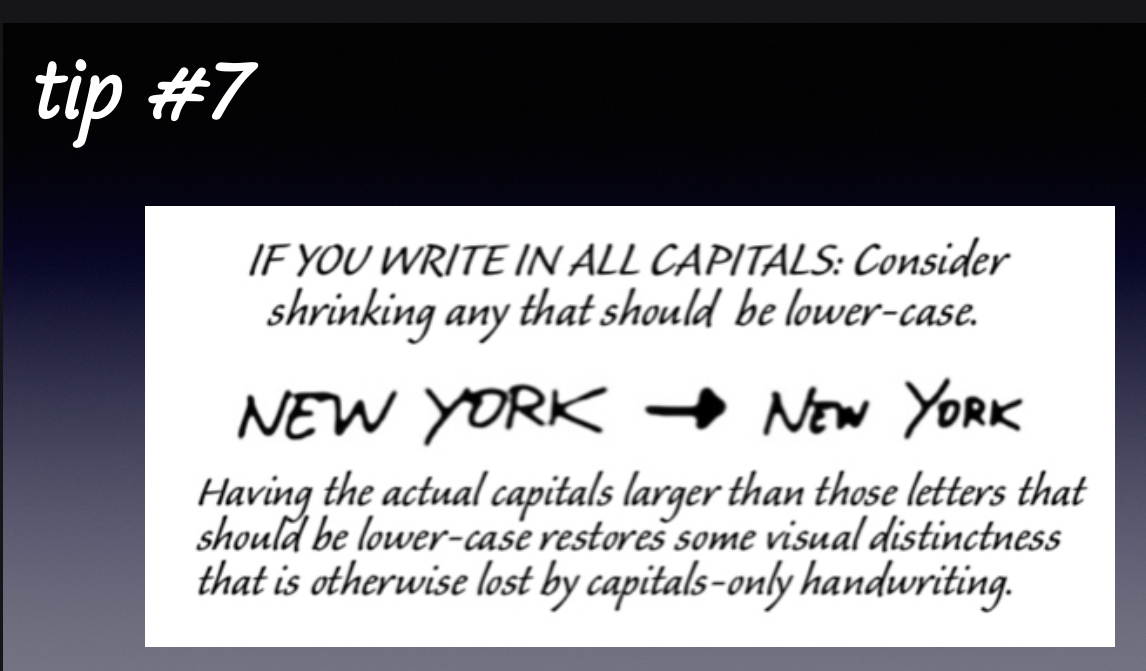 tip #7
IF YOU WRITE IN ALL CAPITALS: Consider
shrinking any that should be lower-case.
NEW YORK → NEW YORK
Having the actual capitals larger than those letters that
should be lower-case restores some visual distinctness
that is otherwise lost by capitals-only handwriting.